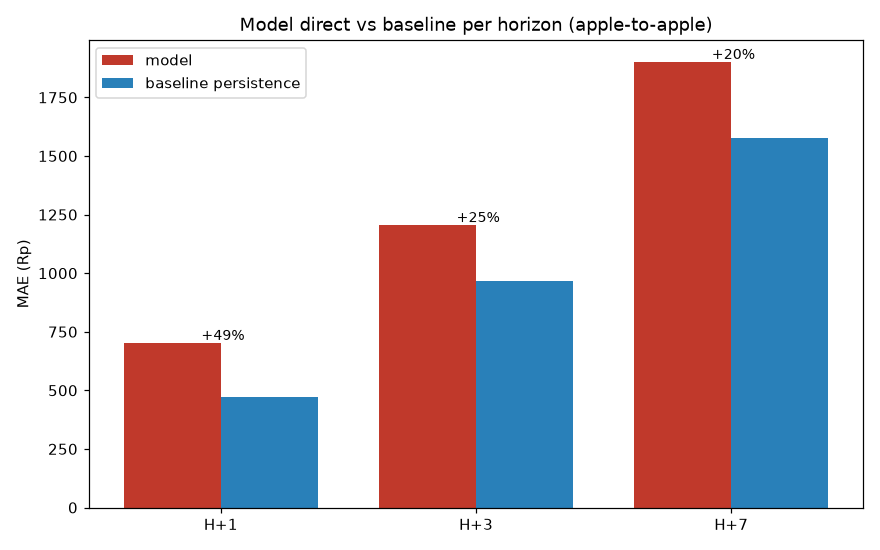 Model direct vs baseline per horizon (apple-to-apple)
model
baseline persistence
+49%
+25%
+20%
MAE (Rp)
1750
1500
1250
1000
750
500
250
0
H+1
H+3
H+7